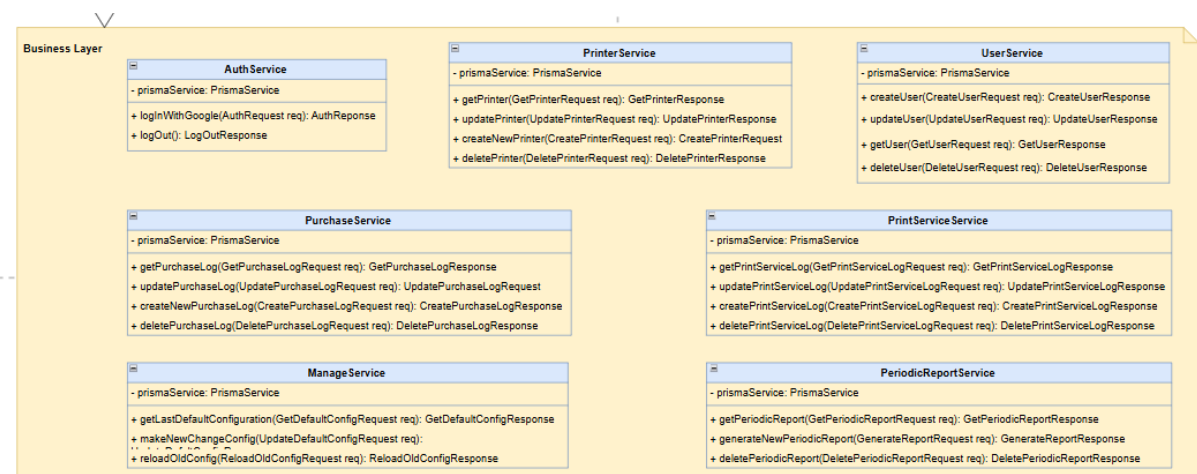 Business Layer
AuthService
- prismaService: PrismaService
+ logInWithGoogle(AuthRequest req): AuthReponse
+ logOut(): LogOutResponse
PrinterService
- prismaService: PrismaService
+ getPrinter(GetPrinterRequest req): GetPrinterResponse
+ updatePrinter(UpdatePrinterRequest req): UpdatePrinterResponse
+ createNewPrinter(CreatePrinterRequest req): CreatePrinterRequest
+ deletePrinter(DeletePrinterRequest req): DeletePrinterResponse
UserService
- prismaService: PrismaService
+ createUser(CreateUserRequest req): CreateUserResponse
+ updateUser(UpdateUserRequest req): UpdateUserResponse
+ getUser(GetUserRequest req): GetUserResponse
+ deleteUser(DeleteUserRequest req): DeleteUserResponse
PurchaseService
- prismaService: PrismaService
+ getPurchaseLog(GetPurchaseLogRequest req): GetPurchaseLogResponse
+ updatePurchaseLog(UpdatePurchaseLogRequest req): UpdatePurchaseLogRequest
+ createNewPurchaseLog(CreatePurchaseLogRequest req): CreatePurchaseLogResponse
+ deletePurchaseLog(DeletePurchaseLogRequest req): DeletePurchaseLogResponse
PrintServiceService
- prismaService: PrismaService
+ getPrintServiceLog(GetPrintServiceLogRequest req): GetPrintServiceLogResponse
+ updatePrintServiceLog(UpdatePrintServiceLogRequest req): UpdatePrintServiceLogResponse
+ createPrintServiceLog(CreatePrintServiceLogRequest req): CreatePrintServiceLogResponse
+ deletePrintServiceLog(DeletePrintServiceLogRequest req): DeletePrintServiceLogResponse
ManageService
- prismaService: PrismaService
+ getLastDefaultConfiguration(GetDefaultConfigRequest req): GetDefaultConfigResponse
+ makeNewChangeConfig(UpdateDefaultConfigRequest req):
+ reloadOldConfig(ReloadOldConfigRequest req): ReloadOldConfigResponse
PeriodicReportService
- prismaService: PrismaService
+ getPeriodicReport(GetPeriodicReportRequest req): GetPeriodicReportResponse
+ generateNewPeriodicReport(GenerateReportRequest req): GenerateReportResponse
+ deletePeriodicReport(DeletePeriodicReportRequest req): DeletePeriodicReportResponse